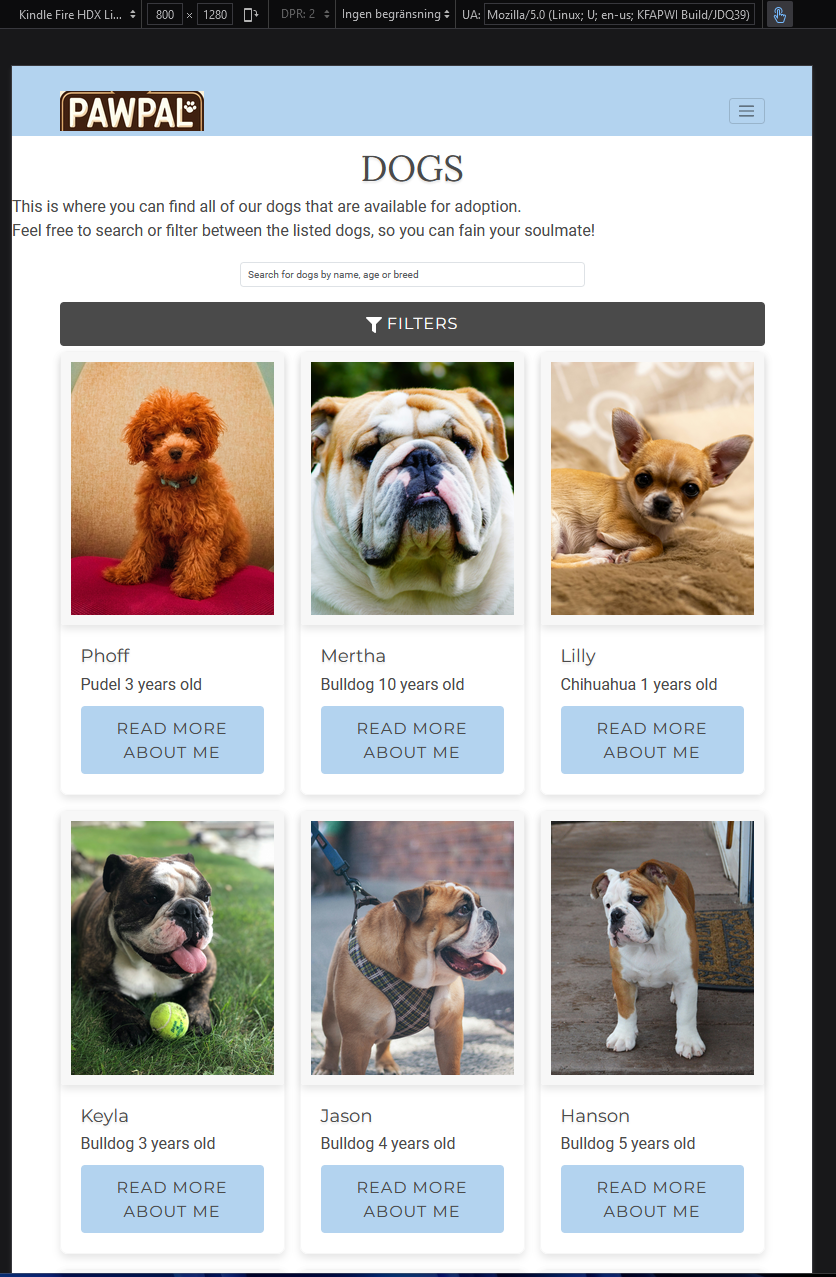 Kindle Fire HDX Li... 800 × 1280 DPR: 2 Ingen begränsning UA: Mozilla/5.0 (Linux; U; en-us; KFAPWI Build/JDQ39)
PAWPAL
DOGS
This is where you can find all of our dogs that are available for adoption.
Feel free to search or filter between the listed dogs, so you can fain your soulmate!
Search for dogs by name, age or breed
FILTERS
Phoff
Pudel 3 years old
READ MORE
ABOUT ME
Mertha
Bulldog 10 years old
READ MORE
ABOUT ME
Lilly
Chihuahua 1 years old
READ MORE
ABOUT ME
Keyla
Bulldog 3 years old
READ MORE
ABOUT ME
Jason
Bulldog 4 years old
READ MORE
ABOUT ME
Hanson
Bulldog 5 years old
READ MORE
ABOUT ME